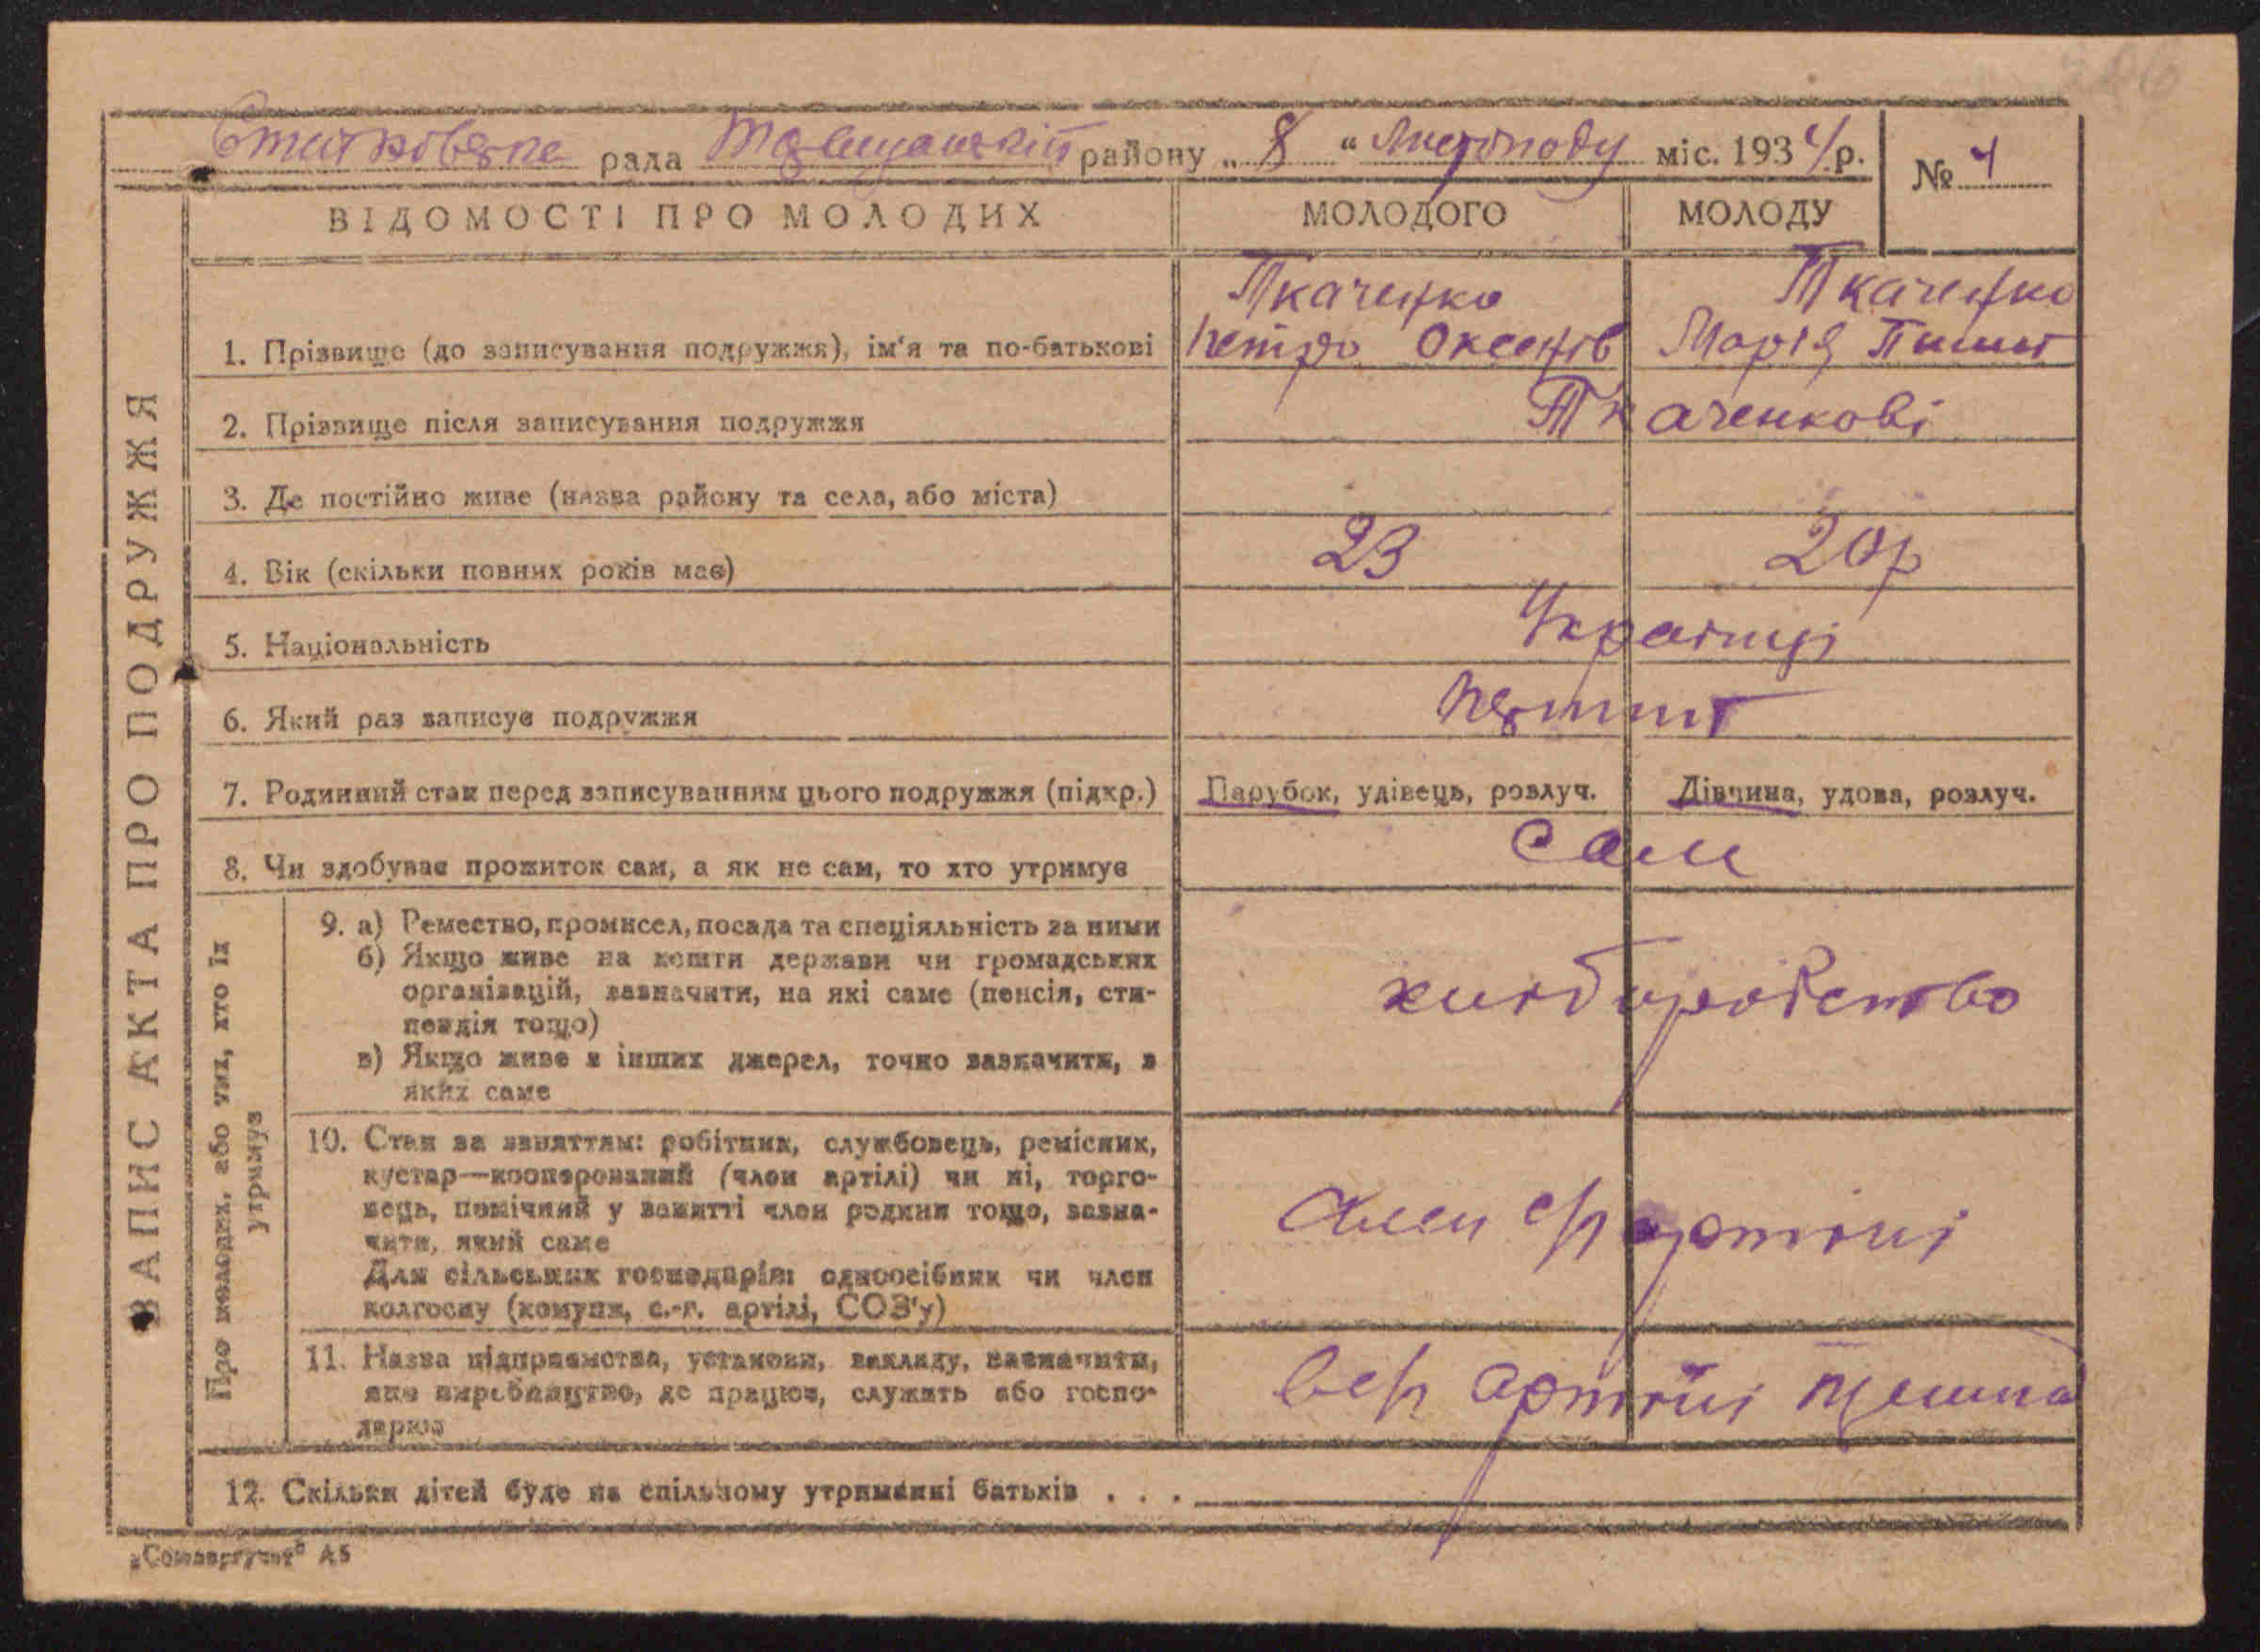 рада району „ 8 “ Листопаду міс. 1934 р.
№ 4
ВІДОМОСТІ ПРО МОЛОДИХ
МОЛОДОГО
МОЛОДУ
ЗАПИС АКТА ПРО ПОДРУЖЖЯ
1. Прізвище (до записування подружжя), ім'я та по-батькові
Ткаченко
Петро Оксентів
Ткаченко
Марія
2. Прізвище після записування подружжя
Ткаченкові
3. Де постійно живе (назва району та села, або міста)
4. Вік (скільки повних років має)
23
20р
5. Національність
Українці
6. Який раз записує подружжя
7. Родинний стан перед записуванням цього подружжя (підкр.)
Парубок, удівець, розлуч.
Дівчина, удова, розлуч.
8. Чи здобуває прожиток сам, а як не сам, то хто утримує
сам
Про молодих, або тих, хто їх
утримує
9. а) Ремество, промисел, посада та спеціяльність за ними
б) Якщо живе на кошти держави чи громадських
організацій, зазначити, на які саме (пенсія, сти-
пендія тощо)
в) Якщо живе з інших джерел, точно зазначити, з
яких саме
10. Стан за заняттям: робітник, службовець, ремісник,
кустар—кооперований (член артілі) чи ні, торго-
вець, помічний у занятті член родини тощо, зазна-
чити, який саме
Для сільських господарів: одноосібник чи член
колгоспу (комуни, с.-г. артілі, СОЗ'у)
член с/г артілі
11. Назва підприємства, установи, закладу, зазначити,
яке виробництво, де працює, служить або госпо-
дарює
артілі
12. Скільки дітей буде на спільному утриманні батьків . . .
А5